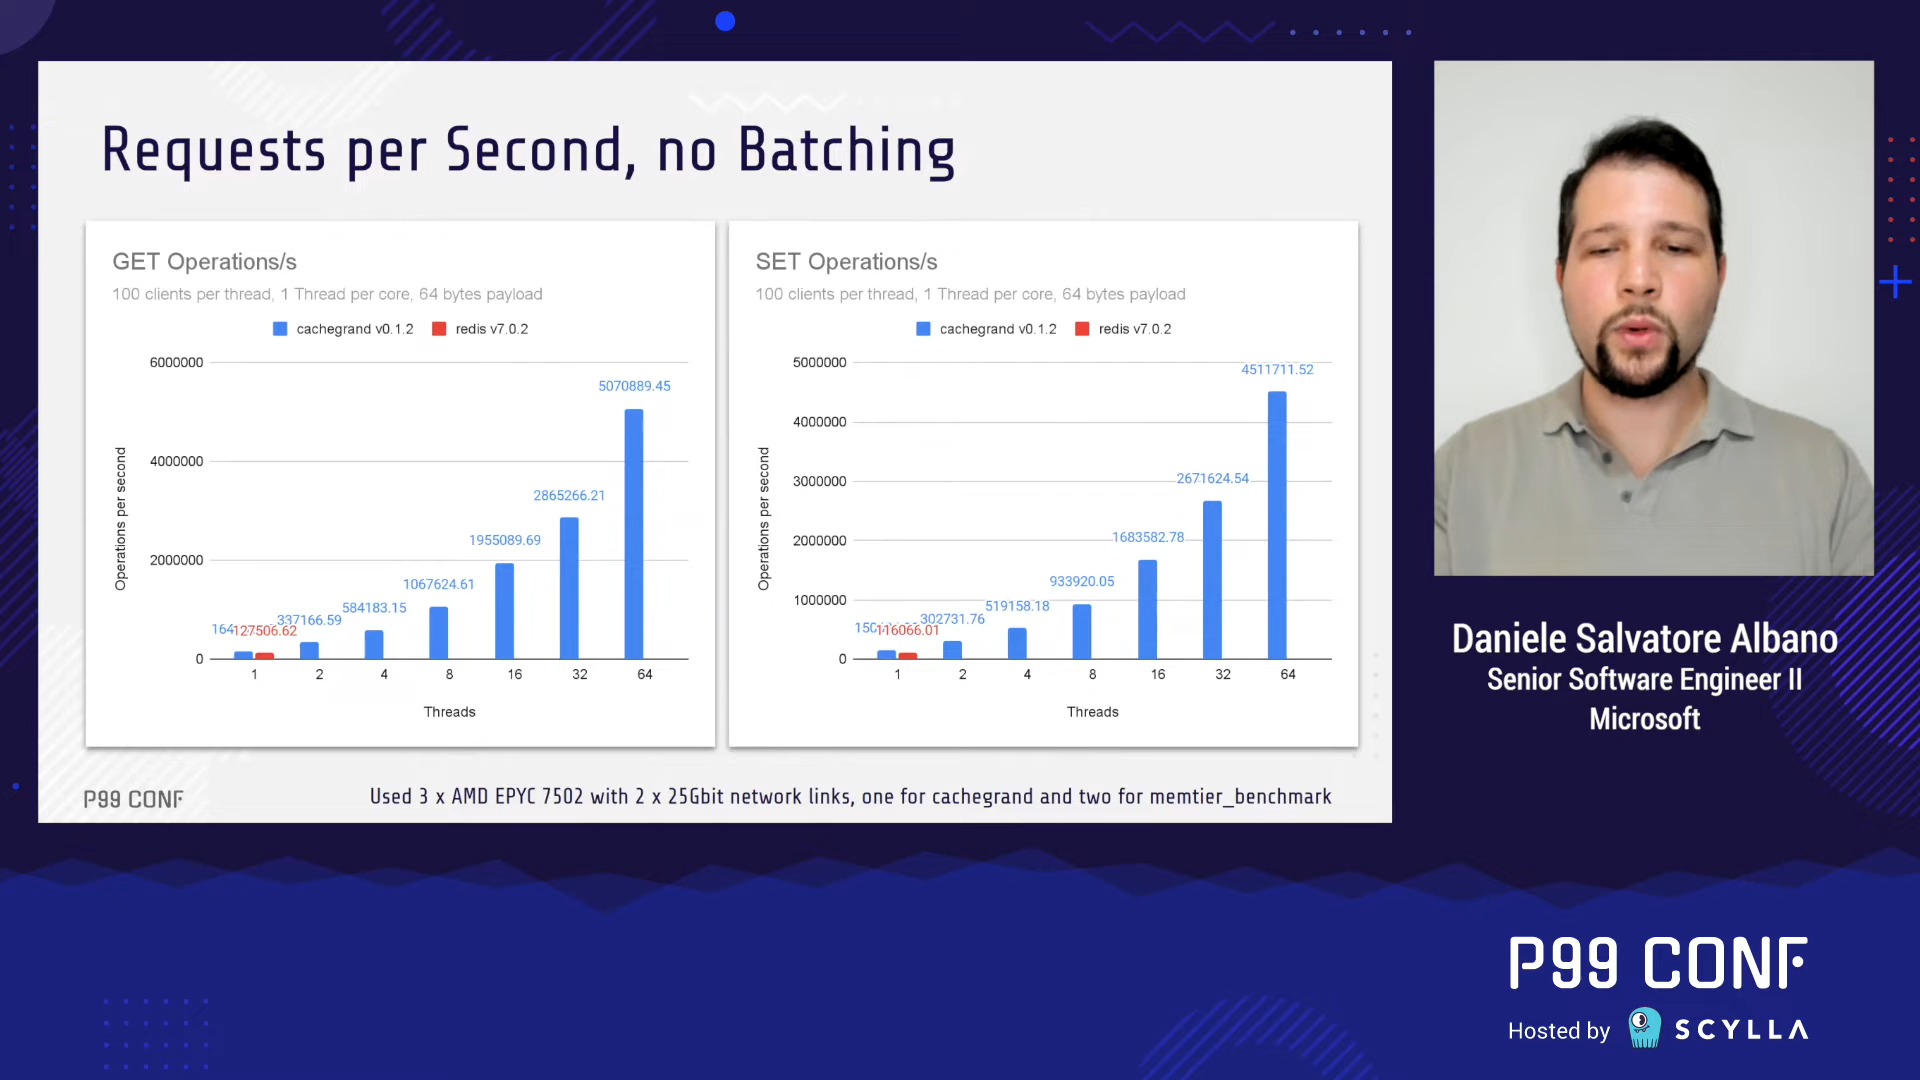 Requests per Second, no Batching
GET Operations/s
100 clients per thread, 1 Thread per core, 64 bytes payload
cachegrand v0.1.2 redis v7.0.2
Operations per second
6000000
4000000
2000000
0
127506.62
337166.59
584183.15
1067624.61
1955089.69
2865266.21
5070889.45
1 2 4 8 16 32 64
Threads
SET Operations/s
100 clients per thread, 1 Thread per core, 64 bytes payload
cachegrand v0.1.2 redis v7.0.2
Operations per second
5000000
4000000
3000000
2000000
1000000
0
116066.01
302731.76
519158.18
933920.05
1683582.78
2671624.54
4511711.52
1 2 4 8 16 32 64
Threads
P99 CONF
Used 3 x AMD EPYC 7502 with 2 x 25Gbit network links, one for cachegrand and two for memtier_benchmark
Daniele Salvatore Albano
Senior Software Engineer II
Microsoft
P99 CONF
Hosted by SCYLLA